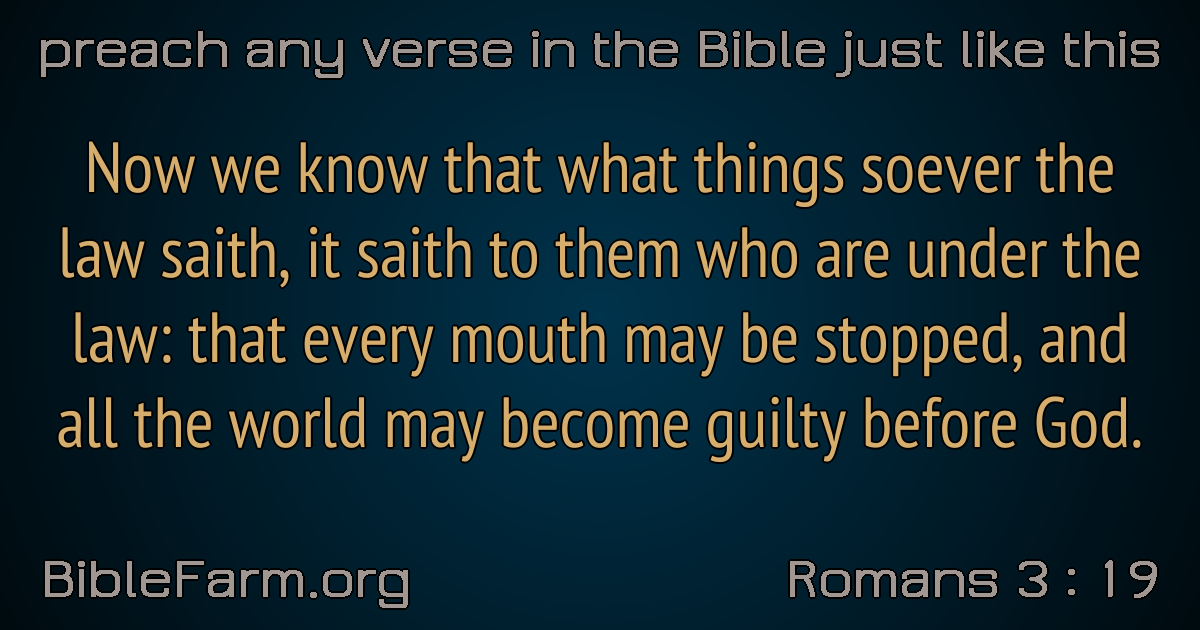 preach any verse in the Bible just like this
Now we know that what things soever the
law saith, it saith to them who are under the
law: that every mouth may be stopped, and
all the world may become guilty before God.
BibleFarm.org
Romans 3 : 19